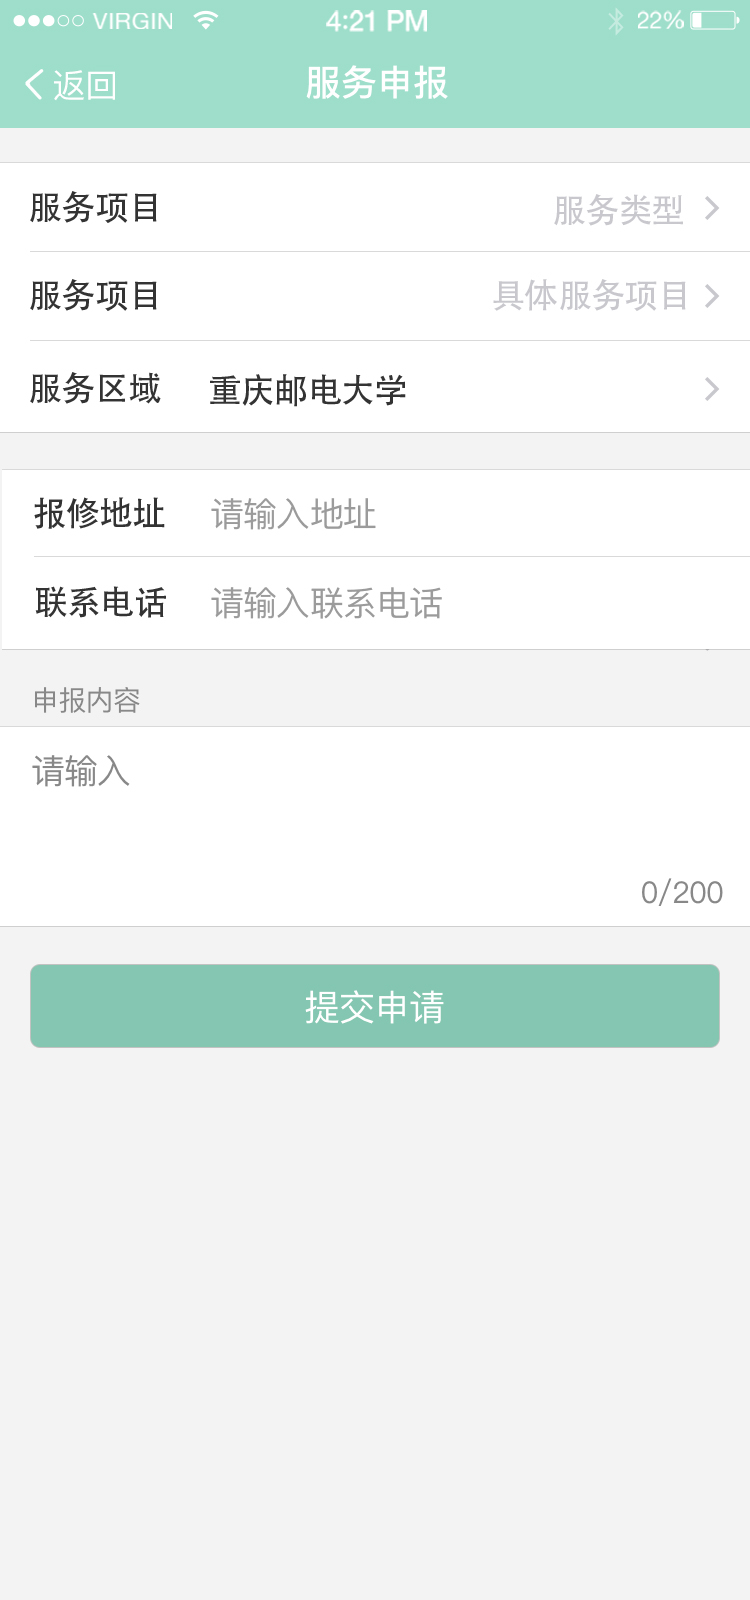 VIRGIN 4:21 PM 22%
返回 服务申报
服务项目 服务类型
服务项目 具体服务项目
服务区域 重庆邮电大学
报修地址 请输入地址
联系电话 请输入联系电话
申报内容
请输入
0/200
提交申请